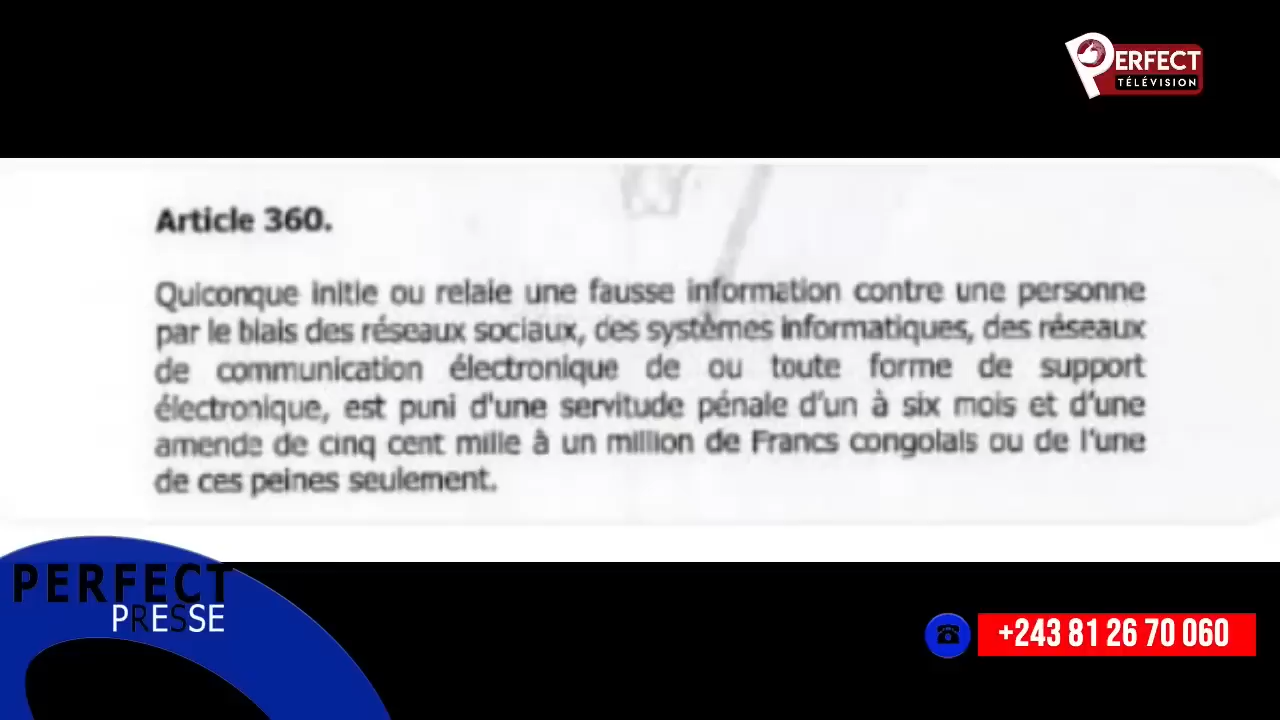 PERFECT
TÉLÉVISION
Article 360.
Quiconque initie ou relaie une fausse information contre une personne
par le biais des réseaux sociaux, des systèmes informatiques, des réseaux
de communication électronique de ou toute forme de support
électronique, est puni d'une servitude pénale d'un à six mois et d'une
amende de cinq cent mille à un million de Francs congolais ou de l'une
de ces peines seulement.
PERFECT
PRESSE
+243 81 26 70 060